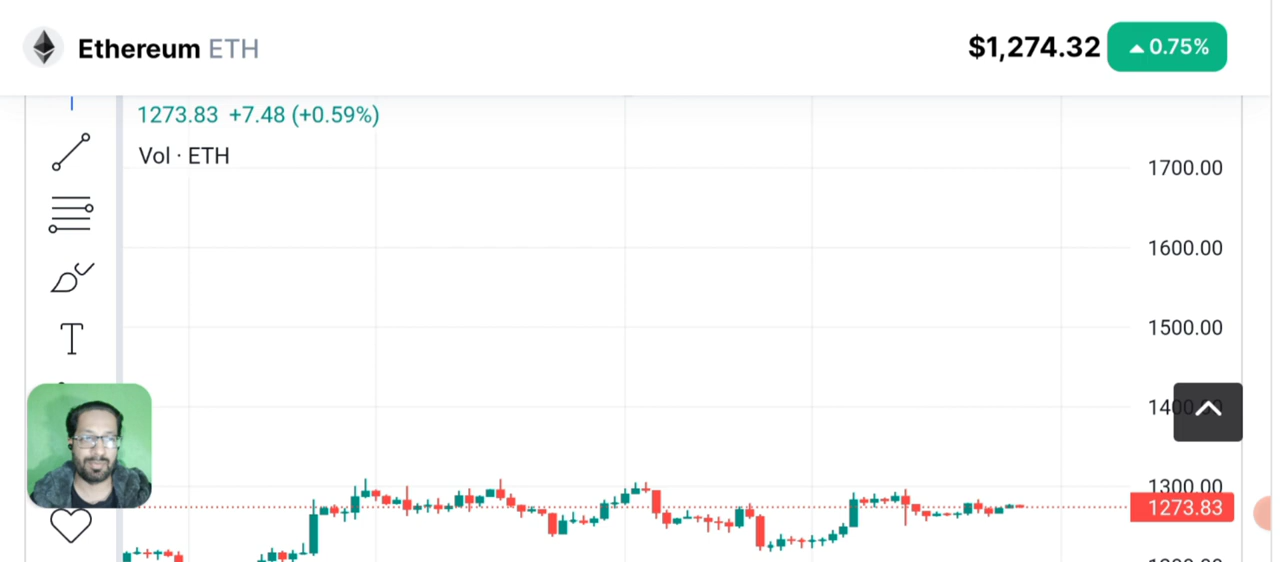 Ethereum ETH
$1,274.32 0.75%
1273.83 +7.48 (+0.59%)
Vol · ETH
1700.00
1600.00
1500.00
T
1300.00
1273.83